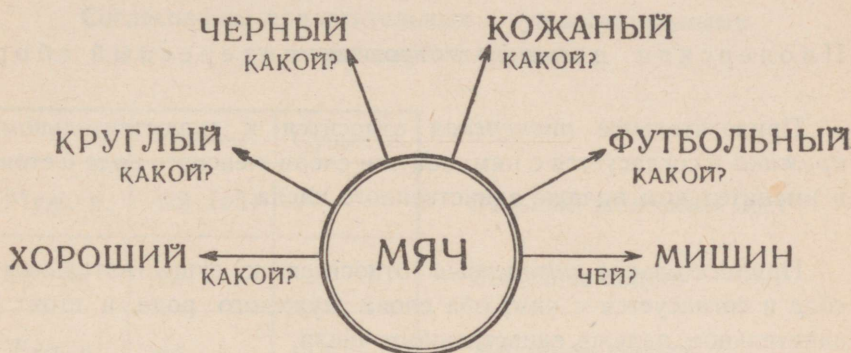 ЧЁРНЫЙ КОЖАНЫЙ
КАКОЙ? КАКОЙ?
КРУГЛЫЙ ФУТБОЛЬНЫЙ
КАКОЙ? КАКОЙ?
ХОРОШИЙ МЯЧ МИШИН
КАКОЙ? ЧЕЙ?